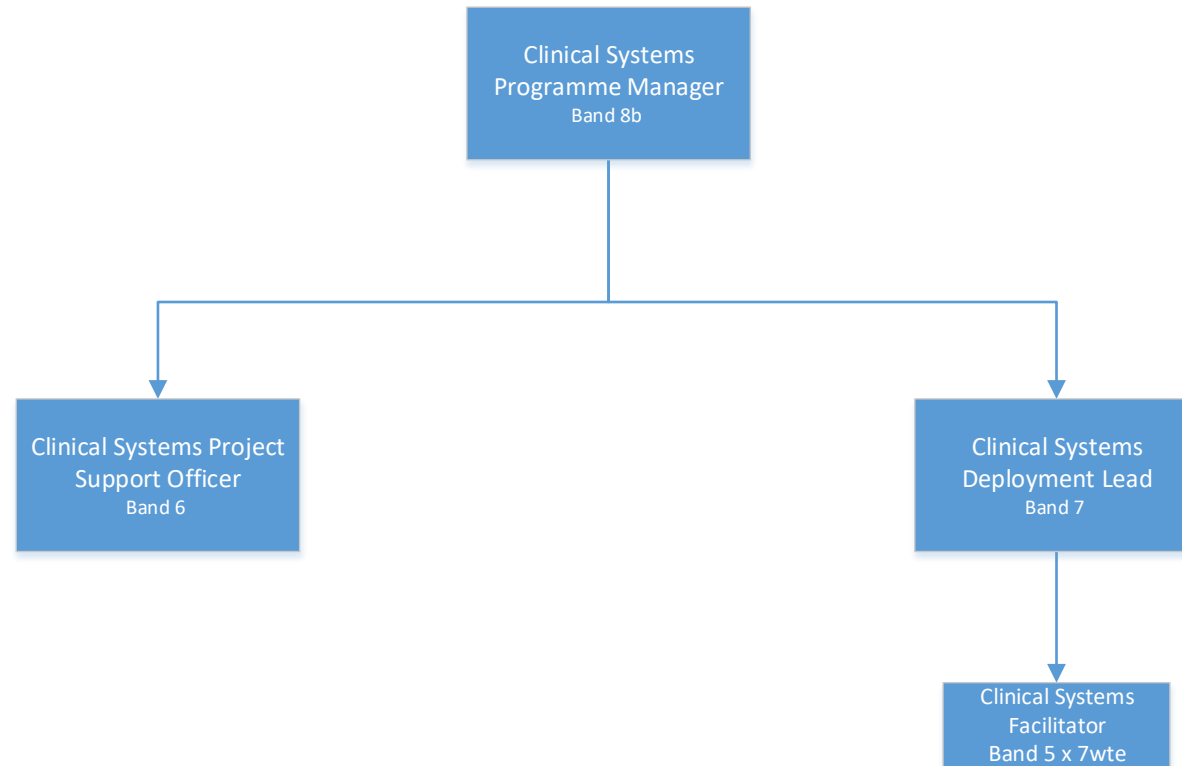 Clinical Systems
Programme Manager
Band 8b
Clinical Systems Project
Support Officer
Band 6
Clinical Systems
Deployment Lead
Band 7
Clinical Systems
Facilitator
Band 5 x 7wte